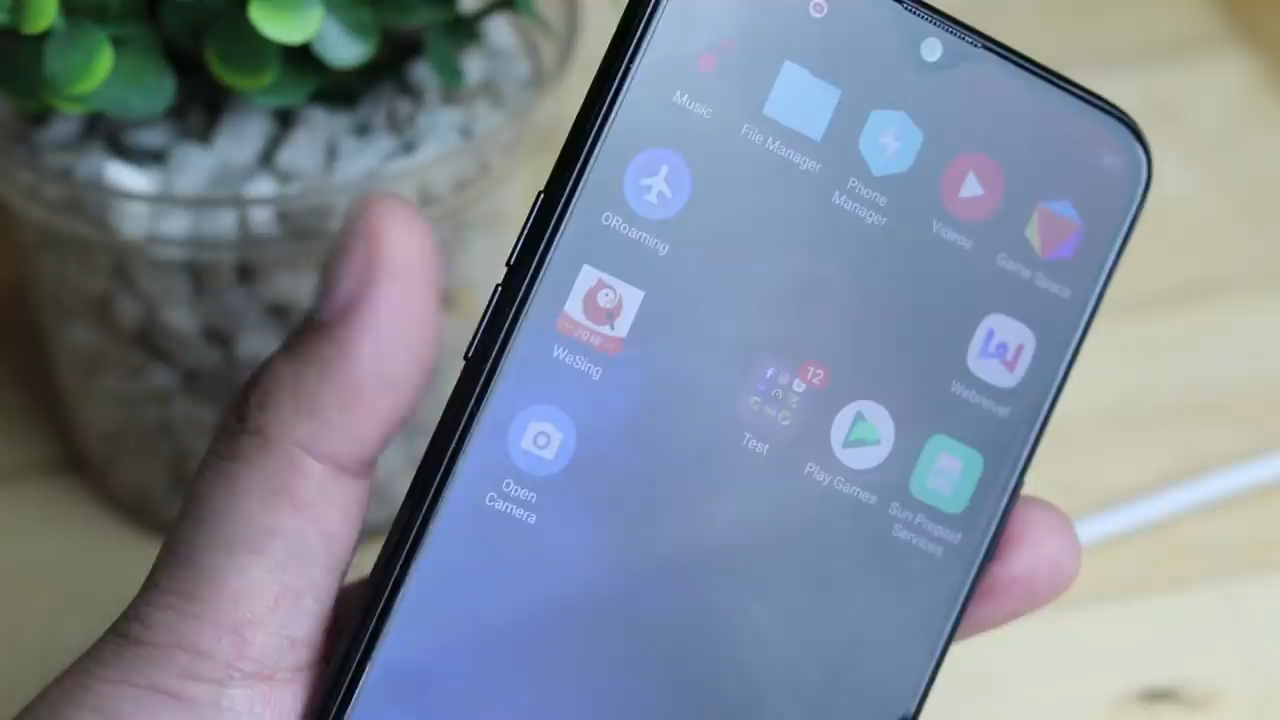 Music
File Manager
Phone
Manager
Videos
Game Space
ORoaming
2018
WeSing
Webnovel
12
Test
Play Games
Sun Prepaid
Services
Open
Camera